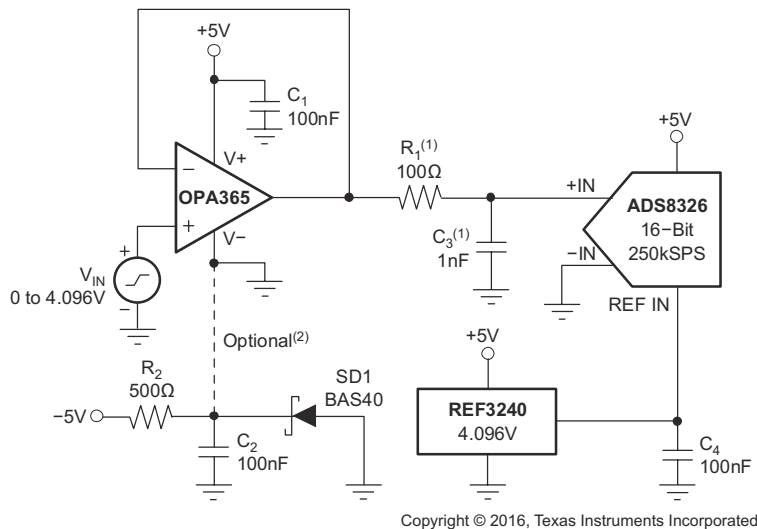 +5V
C1
100nF
V+
−
OPA365
+
V−
+
VIN
0 to 4.096V
−
Optional(2)
R1(1)
100Ω
C3(1)
1nF
+5V
+IN
ADS8326
16−Bit
250kSPS
−IN
REF IN
+5V
REF3240
4.096V
C4
100nF
R2
500Ω
−5V
C2
100nF
SD1
BAS40
Copyright © 2016, Texas Instruments Incorporated